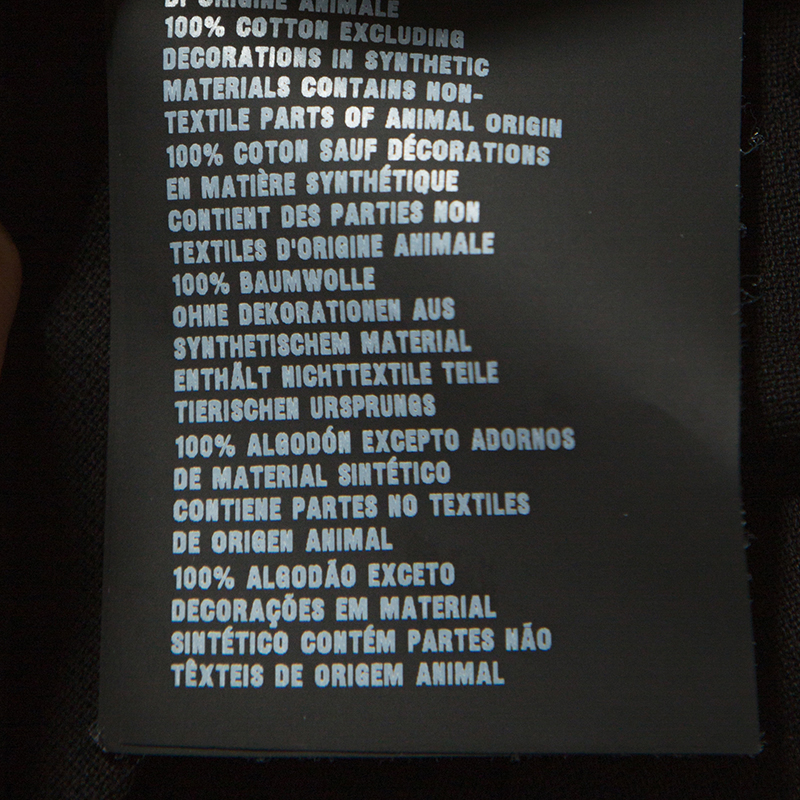 DI ORIGINE ANIMALE
100% COTTON EXCLUDING
DECORATIONS IN SYNTHETIC
MATERIALS CONTAINS NON-
TEXTILE PARTS OF ANIMAL ORIGIN
100% COTON SAUF DÉCORATIONS
EN MATIÈRE SYNTHÉTIQUE
CONTIENT DES PARTIES NON
TEXTILES D'ORIGINE ANIMALE
100% BAUMWOLLE
OHNE DEKORATIONEN AUS
SYNTHETISCHEM MATERIAL
ENTHÄLT NICHTTEXTILE TEILE
TIERISCHEN URSPRUNGS
100% ALGODÓN EXCEPTO ADORNOS
DE MATERIAL SINTÉTICO
CONTIENE PARTES NO TEXTILES
DE ORIGEN ANIMAL
100% ALGODÃO EXCETO
DECORAÇÕES EM MATERIAL
SINTÉTICO CONTÉM PARTES NÃO
TÊXTEIS DE ORIGEM ANIMAL